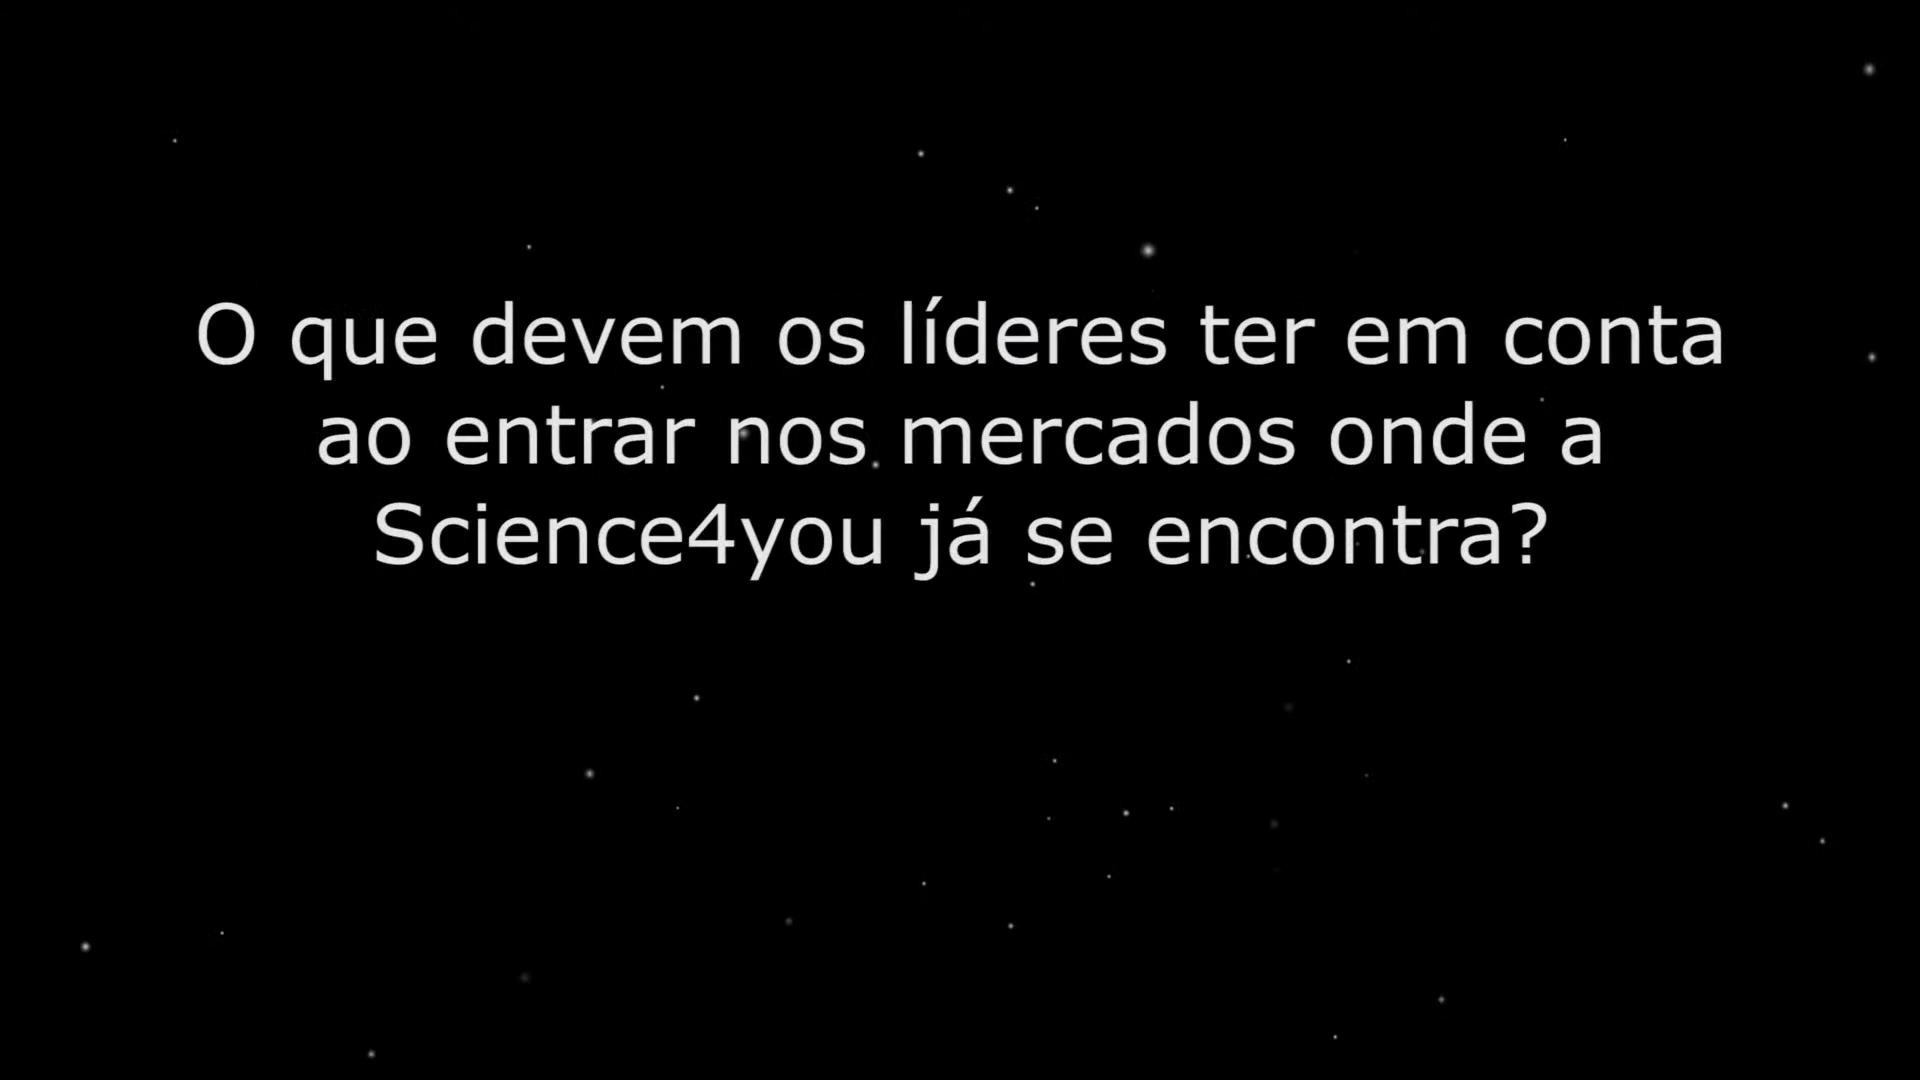 O que devem os líderes ter em conta
ao entrar nos mercados onde a
Science4you já se encontra?